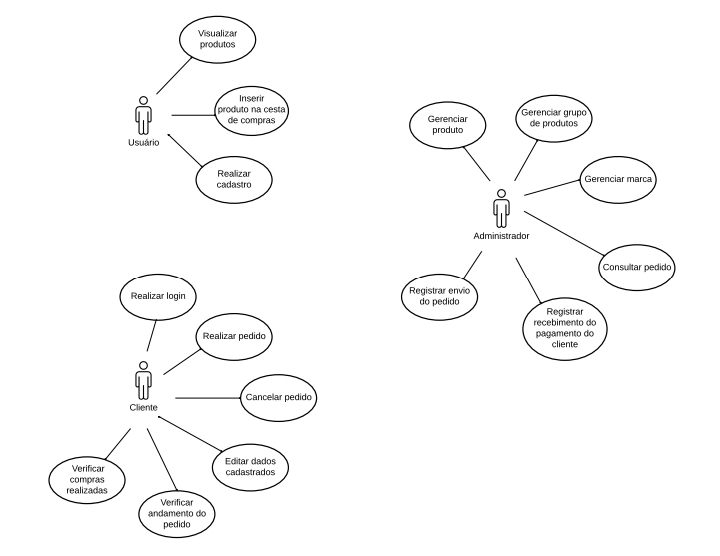 Visualizar
produtos
Inserir
produto na cesta
de compras
Usuário
Realizar
cadastro
Gerenciar
produto
Gerenciar grupo
de produtos
Gerenciar marca
Administrador
Consultar pedido
Registrar envio
do pedido
Registrar
recebimento do
pagamento do
cliente
Realizar login
Realizar pedido
Cliente
Cancelar pedido
Editar dados
cadastrados
Verificar
compras
realizadas
Verificar
andamento do
pedido